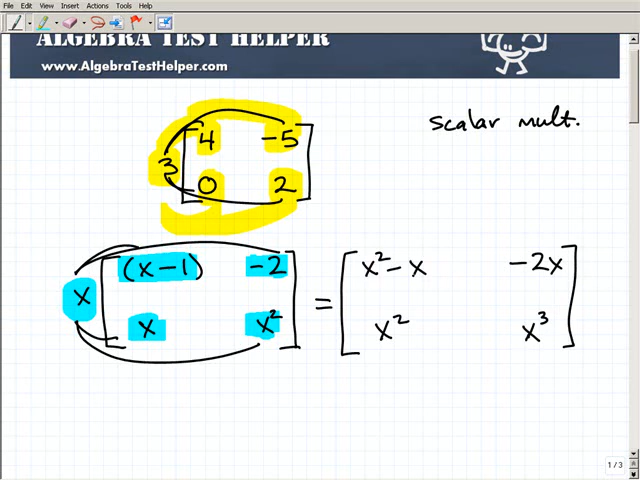 File Edit View Insert Actions Tools Help
ALGEBRA TEST HELPER
www.AlgebraTestHelper.com
scalar mult.
3 [4 -5
0 2]
x [(x-1) -2
x x²] = [x²-x -2x
x² x³]
1/3